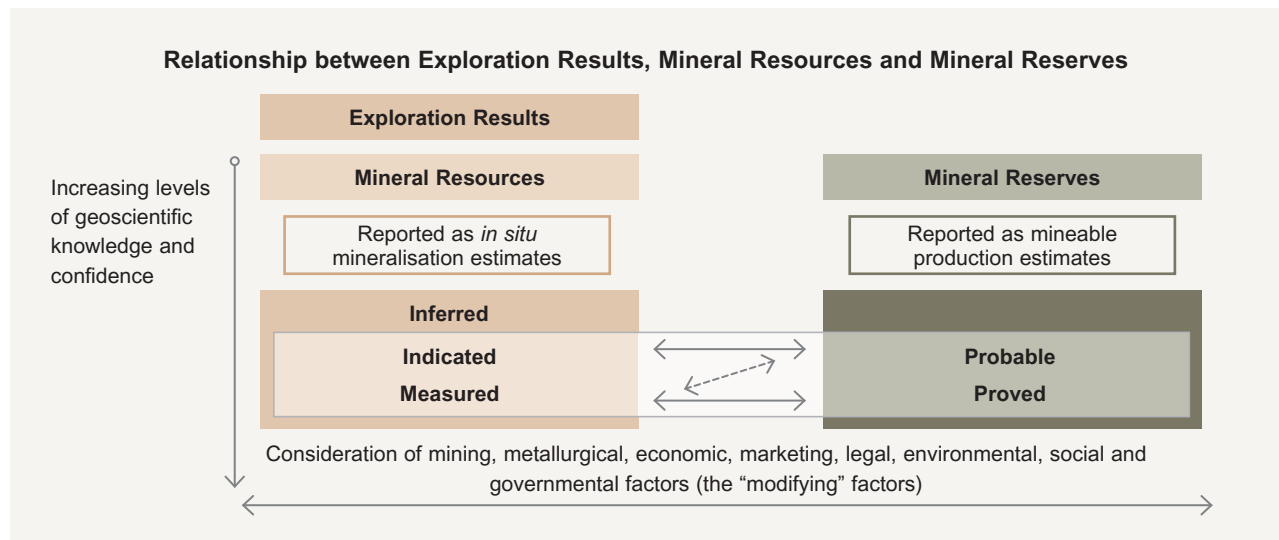 Relationship between Exploration Results, Mineral Resources and Mineral Reserves
Exploration Results
Increasing levels
of geoscientific
knowledge and
confidence
Mineral Resources
Mineral Reserves
Reported as in situ
mineralisation estimates
Reported as mineable
production estimates
Inferred
Indicated
Probable
Measured
Proved
Consideration of mining, metallurgical, economic, marketing, legal, environmental, social and
governmental factors (the “modifying” factors)